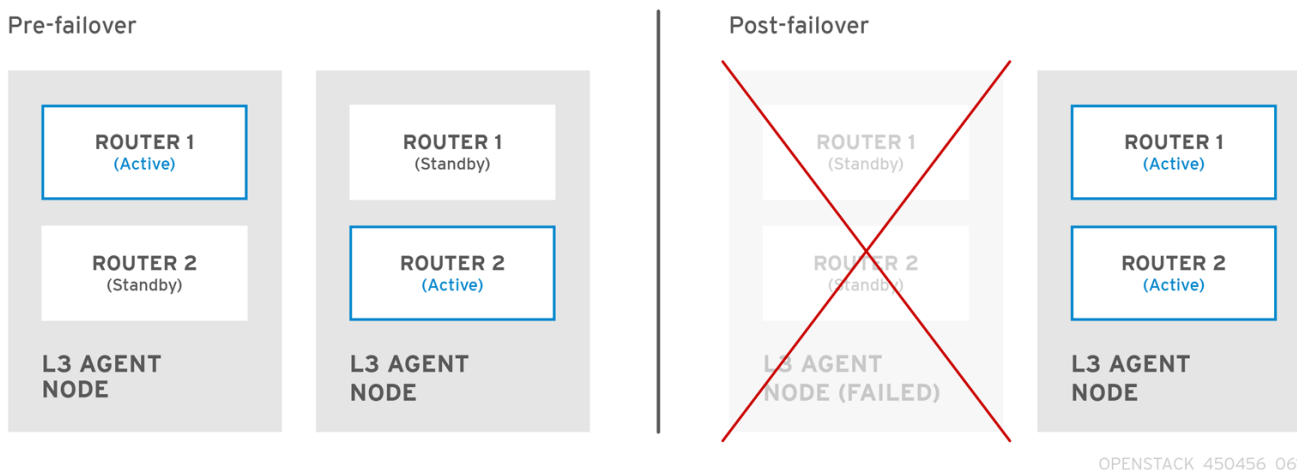 Pre-failover
ROUTER 1
(Active)
ROUTER 2
(Standby)
L3 AGENT
NODE
ROUTER 1
(Standby)
ROUTER 2
(Active)
L3 AGENT
NODE
Post-failover
ROUTER 1
(Standby)
ROUTER 2
(Standby)
L3 AGENT
NODE (FAILED)
ROUTER 1
(Active)
ROUTER 2
(Active)
L3 AGENT
NODE
OPENSTACK_450456_06